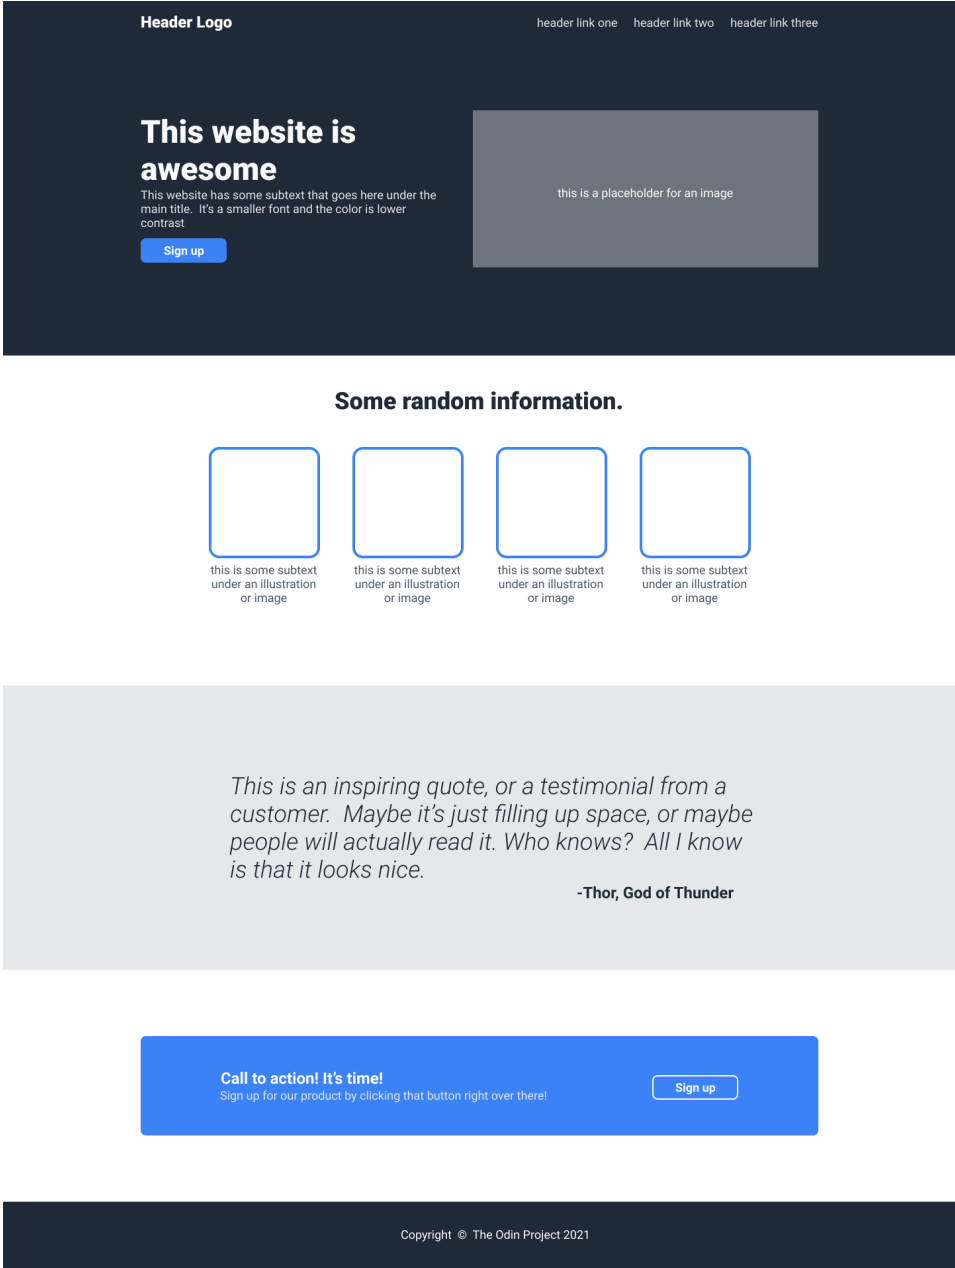 Header Logo
header link one
header link two
header link three
This website is
awesome
This website has some subtext that goes here under the
main title.  It's a smaller font and the color is lower
contrast
Sign up
this is a placeholder for an image
Some random information.
this is some subtext
under an illustration
or image
this is some subtext
under an illustration
or image
this is some subtext
under an illustration
or image
this is some subtext
under an illustration
or image
This is an inspiring quote, or a testimonial from a
customer.  Maybe it's just filling up space, or maybe
people will actually read it. Who knows?  All I know
is that it looks nice.
-Thor, God of Thunder
Call to action! It's time!
Sign up for our product by clicking that button right over there!
Sign up
Copyright  ©  The Odin Project 2021